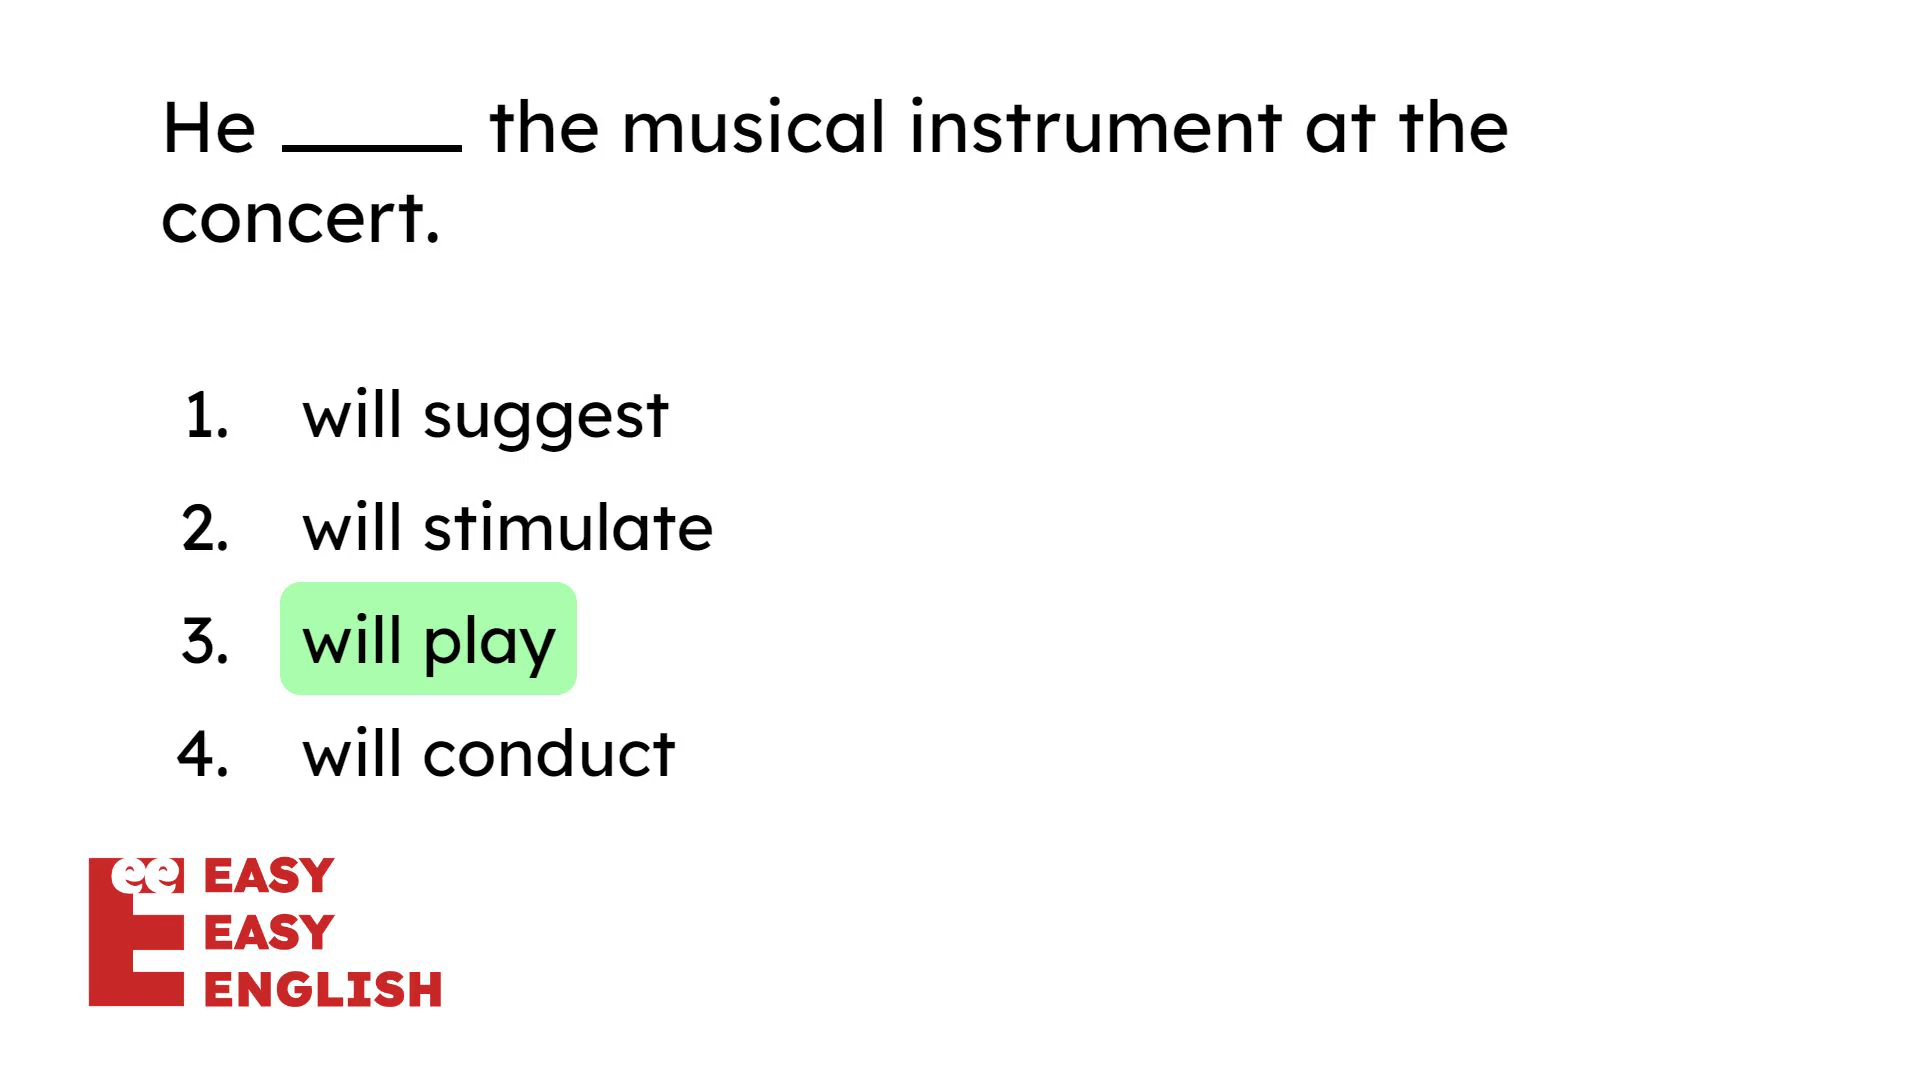 He _____ the musical instrument at the
concert.
1. will suggest
2. will stimulate
3. will play
4. will conduct
ee EASY
EASY
ENGLISH